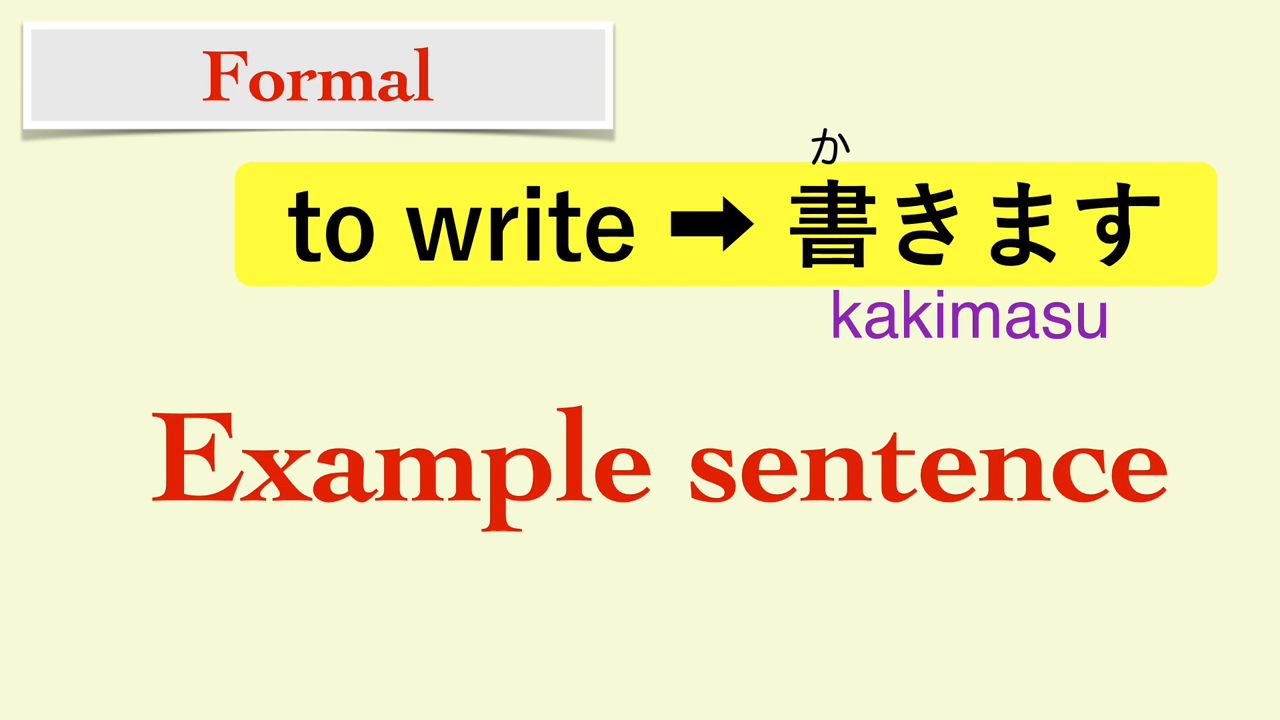 Formal
か
to write ➡ 書きます
kakimasu
Example sentence